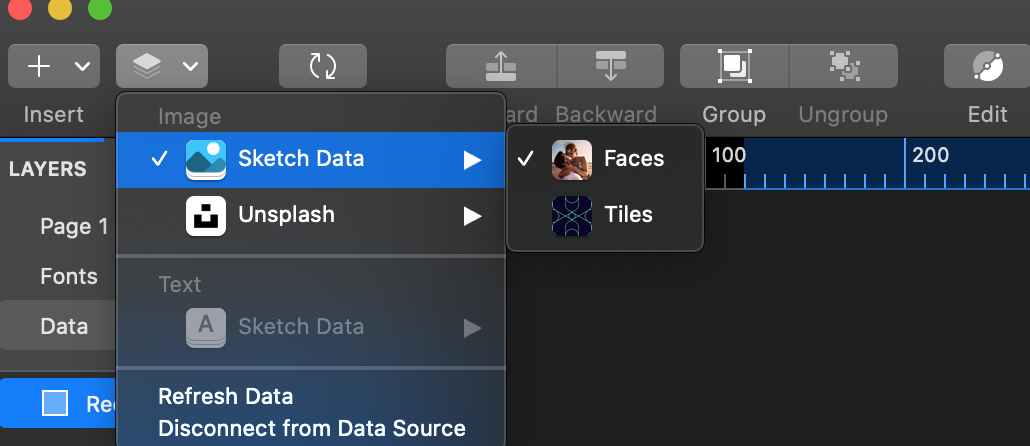 Insert
ard
Backward
Group
Ungroup
Edit
Image
Sketch Data
Faces
100
200
LAYERS
Unsplash
Tiles
Page 1
Fonts
Text
Data
A
Sketch Data
Refresh Data
Rec
Disconnect from Data Source